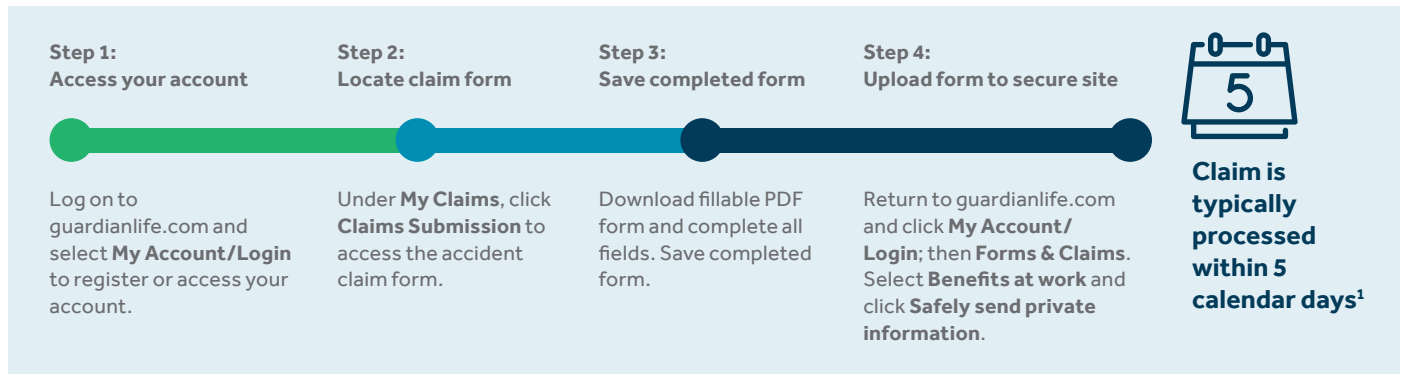 Step 1:
Access your account
Log on to
guardianlife.com and
select My Account/Login
to register or access your
account.
Step 2:
Locate claim form
Under My Claims, click
Claims Submission to
access the accident
claim form.
Step 3:
Save completed form
Download fillable PDF
form and complete all
fields. Save completed
form.
Step 4:
Upload form to secure site
Return to guardianlife.com
and click My Account/
Login; then Forms & Claims.
Select Benefits at work and
click Safely send private
information.
5
Claim is
typically
processed
within 5
calendar days¹